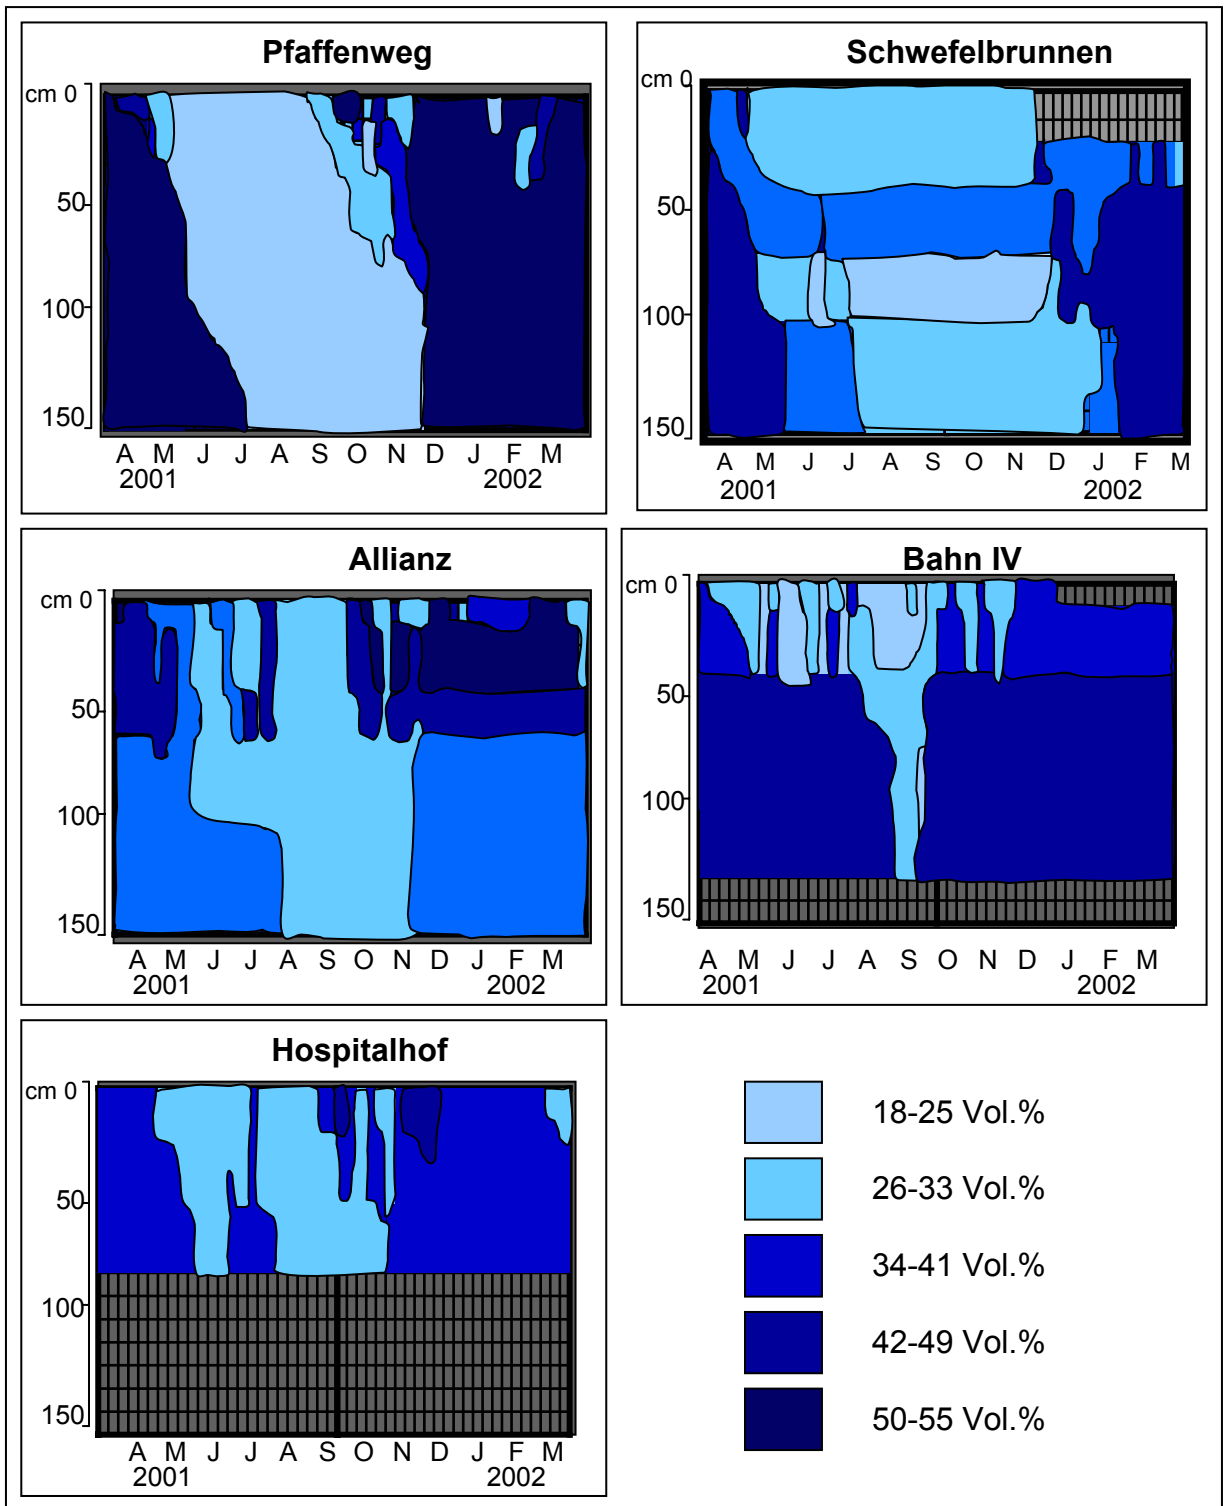 Pfaffenweg
cm 0
50
100
150
A M J J A S O N D J F M
2001 2002
Schwefelbrunnen
cm 0
50
100
150
A M J J A S O N D J F M
2001 2002
Allianz
cm 0
50
100
150
A M J J A S O N D J F M
2001 2002
Bahn IV
cm 0
50
100
150
A M J J A S O N D J F M
2001 2002
Hospitalhof
cm 0
50
100
150
A M J J A S O N D J F M
2001 2002
18-25 Vol.%
26-33 Vol.%
34-41 Vol.%
42-49 Vol.%
50-55 Vol.%